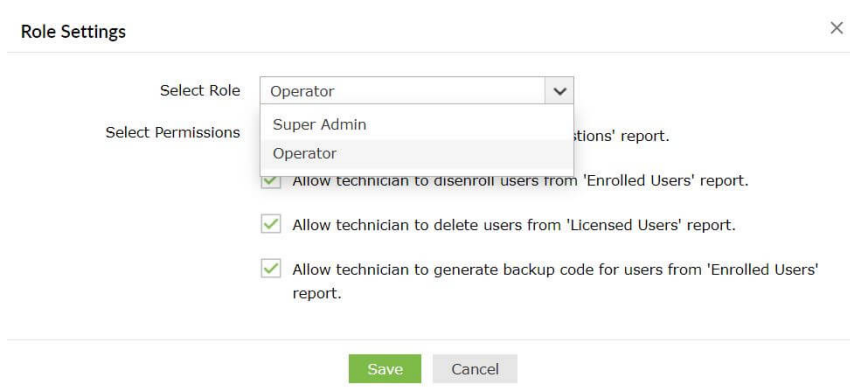 Role Settings
Select Role
Operator
Super Admin
Operator
Select Permissions
report.
Allow technician to disenroll users from 'Enrolled Users' report.
Allow technician to delete users from 'Licensed Users' report.
Allow technician to generate backup code for users from 'Enrolled Users'
report.
Save
Cancel